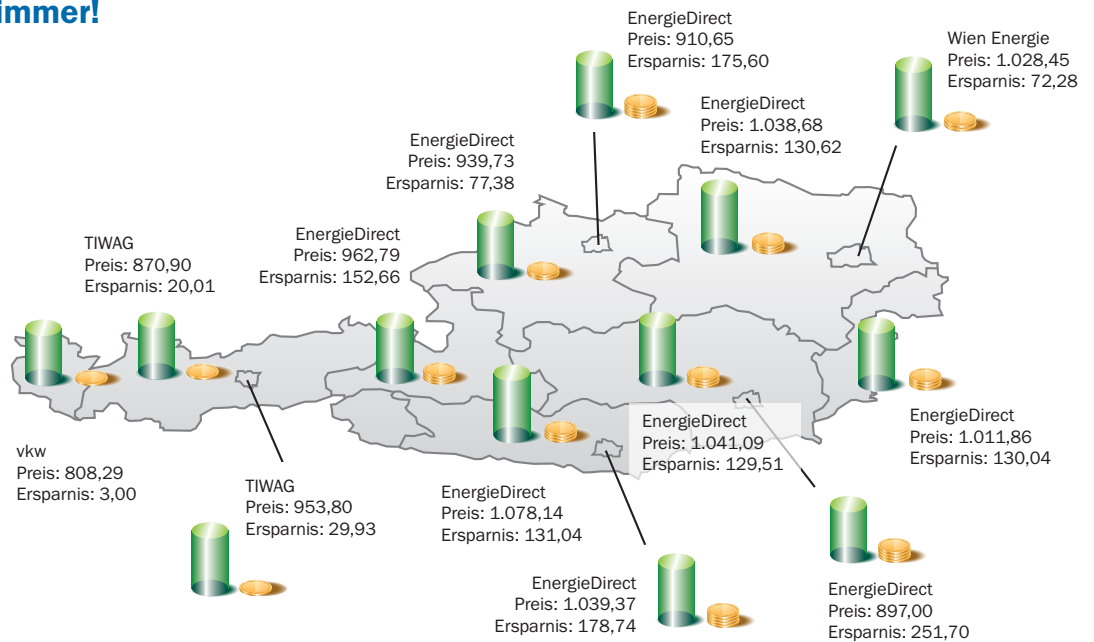 immer!
EnergieDirect
Preis: 910,65
Ersparnis: 175,60
Wien Energie
Preis: 1.028,45
Ersparnis: 72,28
EnergieDirect
Preis: 1.038,68
Ersparnis: 130,62
EnergieDirect
Preis: 939,73
Ersparnis: 77,38
EnergieDirect
Preis: 962,79
Ersparnis: 152,66
TIWAG
Preis: 870,90
Ersparnis: 20,01
vkw
Preis: 808,29
Ersparnis: 3,00
TIWAG
Preis: 953,80
Ersparnis: 29,93
EnergieDirect
Preis: 1.078,14
Ersparnis: 131,04
EnergieDirect
Preis: 1.041,09
Ersparnis: 129,51
EnergieDirect
Preis: 1.011,86
Ersparnis: 130,04
EnergieDirect
Preis: 1.039,37
Ersparnis: 178,74
EnergieDirect
Preis: 897,00
Ersparnis: 251,70